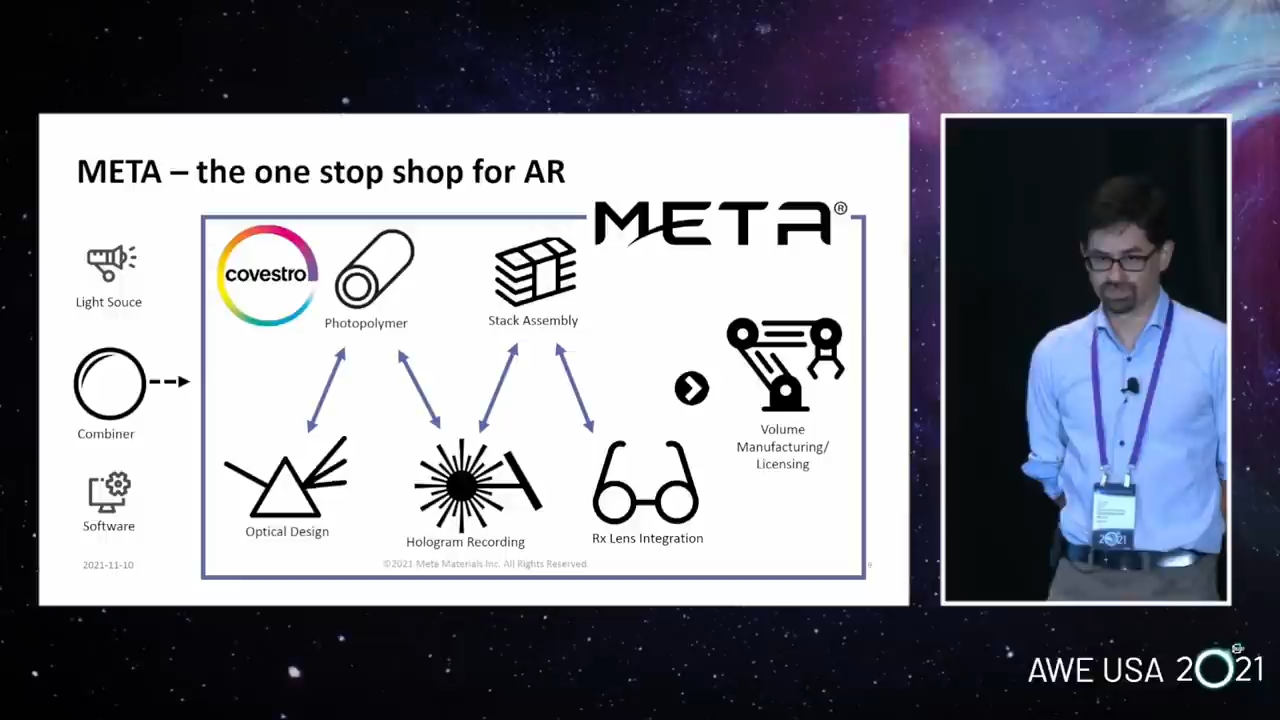 META – the one stop shop for AR
META®
Light Souce
covestro
Photopolymer
Stack Assembly
Combiner
Volume
Manufacturing/
Licensing
Optical Design
Hologram Recording
Rx Lens Integration
Software
2021-11-10
©2021 Meta Materials Inc. All Rights Reserved.
9
2021
AWE USA 2021